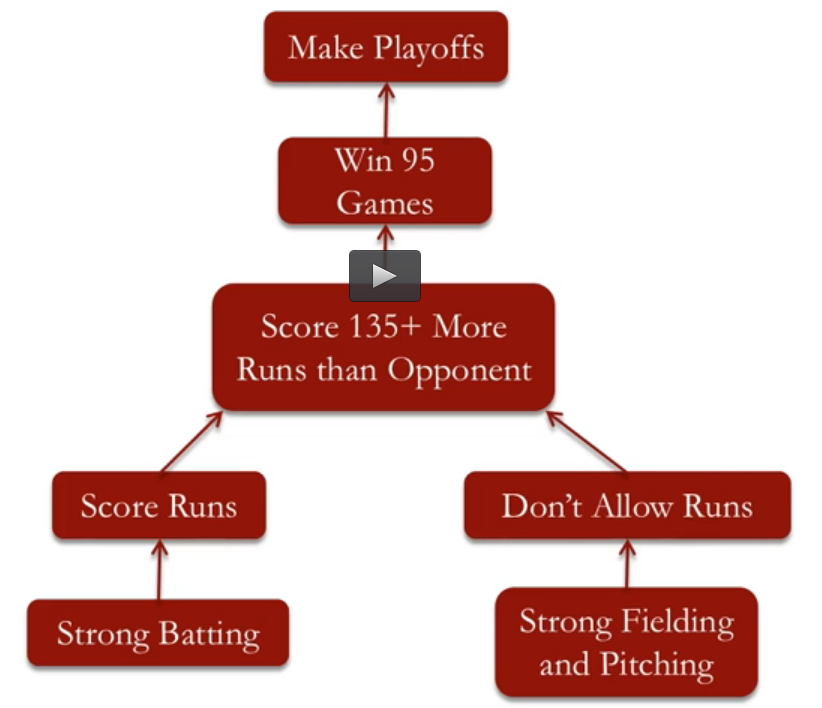 Make Playoffs
Win 95
Games
Score 135+ More
Runs than Opponent
Score Runs
Don’t Allow Runs
Strong Batting
Strong Fielding
and Pitching